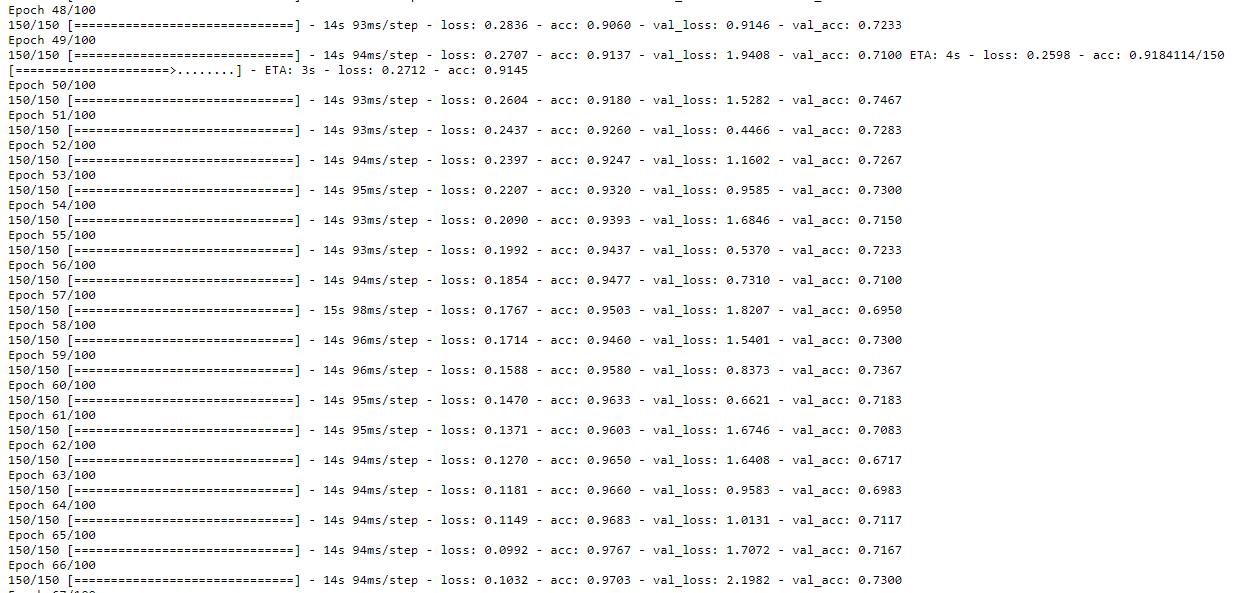 Epoch 48/100
150/150 [==============================] - 14s 93ms/step - loss: 0.2836 - acc: 0.9060 - val_loss: 0.9146 - val_acc: 0.7233
Epoch 49/100
150/150 [==============================] - 14s 94ms/step - loss: 0.2707 - acc: 0.9137 - val_loss: 1.9408 - val_acc: 0.7100 ETA: 4s - loss: 0.2598 - acc: 0.9184114/150
[=====================>........] - ETA: 3s - loss: 0.2712 - acc: 0.9145
Epoch 50/100
150/150 [==============================] - 14s 93ms/step - loss: 0.2604 - acc: 0.9180 - val_loss: 1.5282 - val_acc: 0.7467
Epoch 51/100
150/150 [==============================] - 14s 93ms/step - loss: 0.2437 - acc: 0.9260 - val_loss: 0.4466 - val_acc: 0.7283
Epoch 52/100
150/150 [==============================] - 14s 94ms/step - loss: 0.2397 - acc: 0.9247 - val_loss: 1.1602 - val_acc: 0.7267
Epoch 53/100
150/150 [==============================] - 14s 95ms/step - loss: 0.2207 - acc: 0.9320 - val_loss: 0.9585 - val_acc: 0.7300
Epoch 54/100
150/150 [==============================] - 14s 93ms/step - loss: 0.2090 - acc: 0.9393 - val_loss: 1.6846 - val_acc: 0.7150
Epoch 55/100
150/150 [==============================] - 14s 93ms/step - loss: 0.1992 - acc: 0.9437 - val_loss: 0.5370 - val_acc: 0.7233
Epoch 56/100
150/150 [==============================] - 14s 94ms/step - loss: 0.1854 - acc: 0.9477 - val_loss: 0.7310 - val_acc: 0.7100
Epoch 57/100
150/150 [==============================] - 15s 98ms/step - loss: 0.1767 - acc: 0.9503 - val_loss: 1.8207 - val_acc: 0.6950
Epoch 58/100
150/150 [==============================] - 14s 96ms/step - loss: 0.1714 - acc: 0.9460 - val_loss: 1.5401 - val_acc: 0.7300
Epoch 59/100
150/150 [==============================] - 14s 96ms/step - loss: 0.1588 - acc: 0.9580 - val_loss: 0.8373 - val_acc: 0.7367
Epoch 60/100
150/150 [==============================] - 14s 95ms/step - loss: 0.1470 - acc: 0.9633 - val_loss: 0.6621 - val_acc: 0.7183
Epoch 61/100
150/150 [==============================] - 14s 95ms/step - loss: 0.1371 - acc: 0.9603 - val_loss: 1.6746 - val_acc: 0.7083
Epoch 62/100
150/150 [==============================] - 14s 94ms/step - loss: 0.1270 - acc: 0.9650 - val_loss: 1.6408 - val_acc: 0.6717
Epoch 63/100
150/150 [==============================] - 14s 94ms/step - loss: 0.1181 - acc: 0.9660 - val_loss: 0.9583 - val_acc: 0.6983
Epoch 64/100
150/150 [==============================] - 14s 94ms/step - loss: 0.1149 - acc: 0.9683 - val_loss: 1.0131 - val_acc: 0.7117
Epoch 65/100
150/150 [==============================] - 14s 94ms/step - loss: 0.0992 - acc: 0.9767 - val_loss: 1.7072 - val_acc: 0.7167
Epoch 66/100
150/150 [==============================] - 14s 94ms/step - loss: 0.1032 - acc: 0.9703 - val_loss: 2.1982 - val_acc: 0.7300